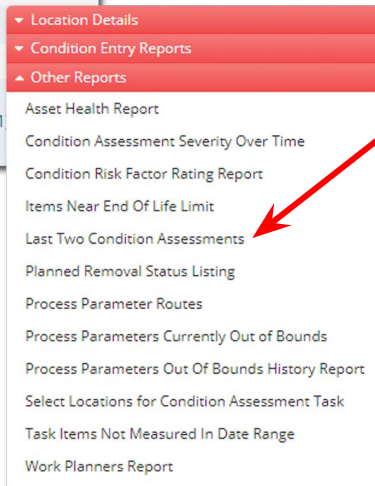 Location Details
Condition Entry Reports
Other Reports
Asset Health Report
Condition Assessment Severity Over Time
Condition Risk Factor Rating Report
Items Near End Of Life Limit
Last Two Condition Assessments
Planned Removal Status Listing
Process Parameter Routes
Process Parameters Currently Out of Bounds
Process Parameters Out Of Bounds History Report
Select Locations for Condition Assessment Task
Task Items Not Measured In Date Range
Work Planners Report